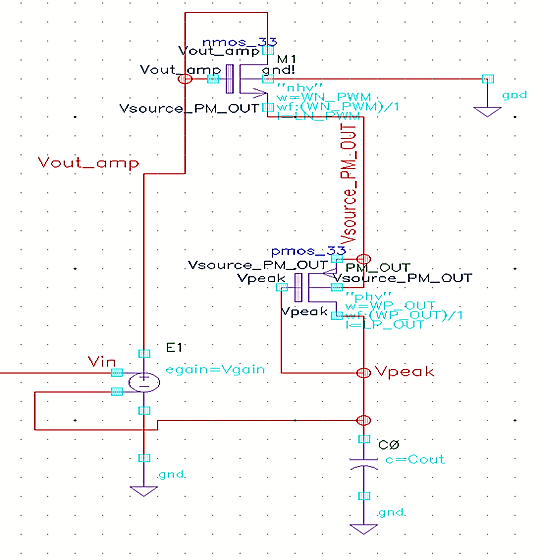 nmos_33
Vout_amp
M1
Vout_amp
gnd!
"nhv"
w=WN_PWM
Vsource_PM_OUT
wf:(WN_PWM)/1
l=LN_PWM
gnd
Vout_amp
Vsource_PM_OUT
pmos_33
Vsource_PM_OUT
PM_OUT
Vpeak
Vsource_PM_OUT
"phv"
w=WP_OUT
Vpeak
wf:(WP_OUT)/1
l=LP_OUT
E1
Vin
egain=Vgain
Vpeak
C0
c=Cout
gnd
gnd